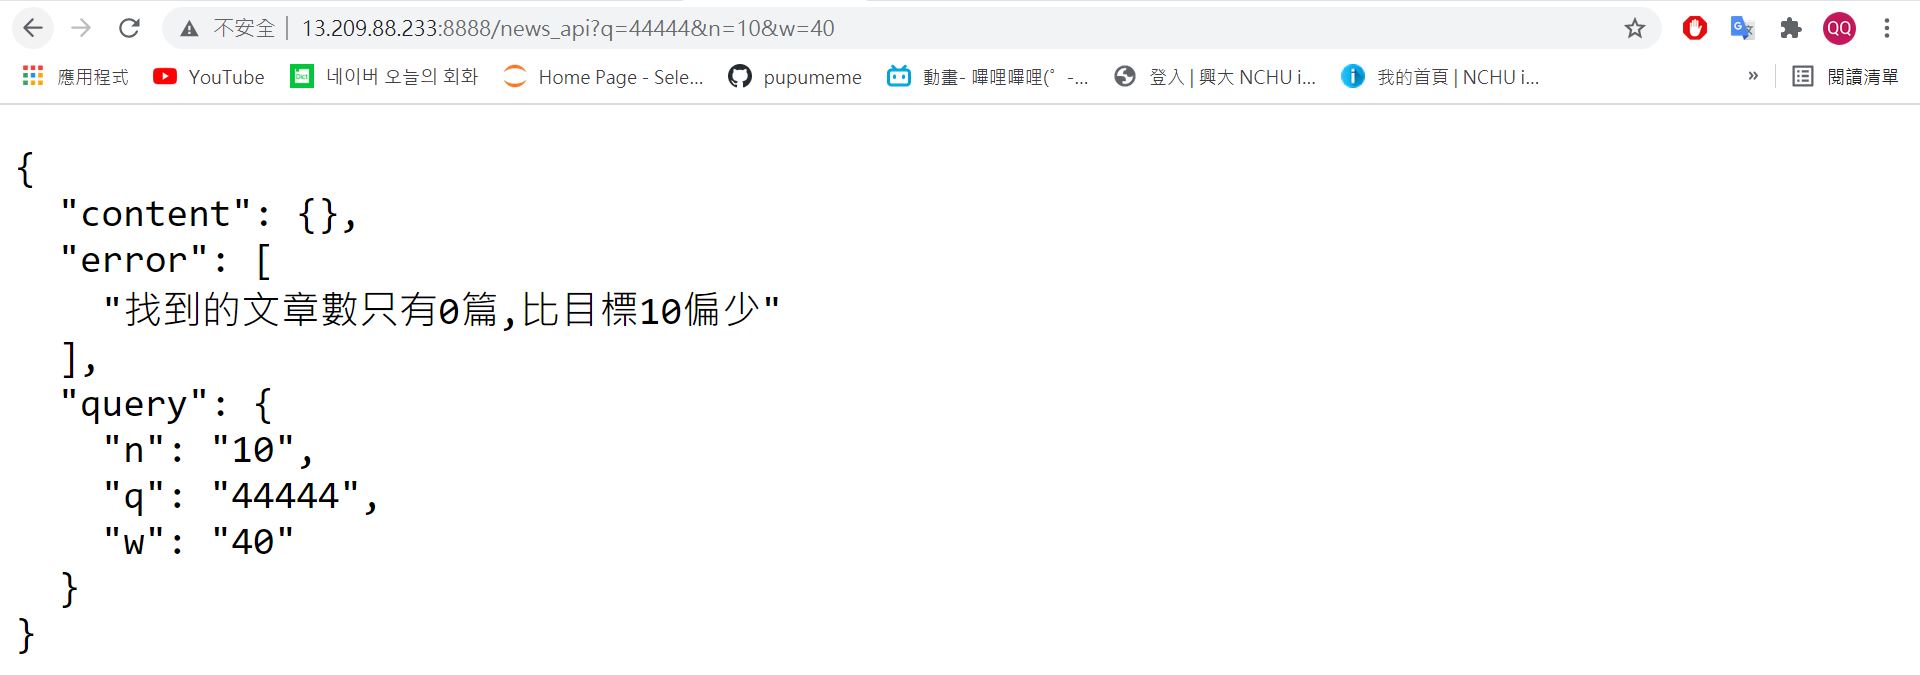 不安全 | 13.209.88.233:8888/news_api?q=44444&n=10&w=40 QQ
應用程式 YouTube Dict 네이버 오늘의 회화 Home Page - Sele... pupumeme 動畫- 嗶哩嗶哩(゜-... 登入 | 興大 NCHU i... 我的首頁 | NCHU i... » 閱讀清單
{
"content": {},
"error": [
"找到的文章數只有0篇,比目標10偏少"
],
"query": {
"n": "10",
"q": "44444",
"w": "40"
}
}